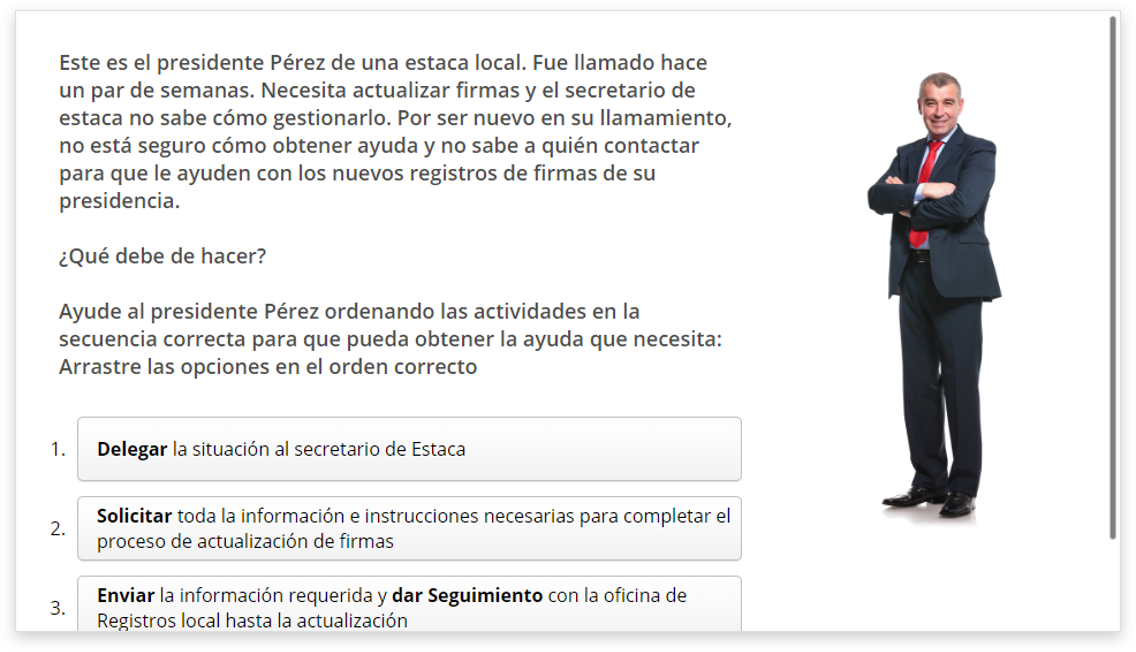 Este es el presidente Pérez de una estaca local. Fue llamado hace
un par de semanas. Necesita actualizar firmas y el secretario de
estaca no sabe cómo gestionarlo. Por ser nuevo en su llamamiento,
no está seguro cómo obtener ayuda y no sabe a quién contactar
para que le ayuden con los nuevos registros de firmas de su
presidencia.
¿Qué debe de hacer?
Ayude al presidente Pérez ordenando las actividades en la
secuencia correcta para que pueda obtener la ayuda que necesita:
Arrastre las opciones en el orden correcto
1. Delegar la situación al secretario de Estaca
2. Solicitar toda la información e instrucciones necesarias para completar el
proceso de actualización de firmas
3. Enviar la información requerida y dar Seguimiento con la oficina de
Registros local hasta la actualización